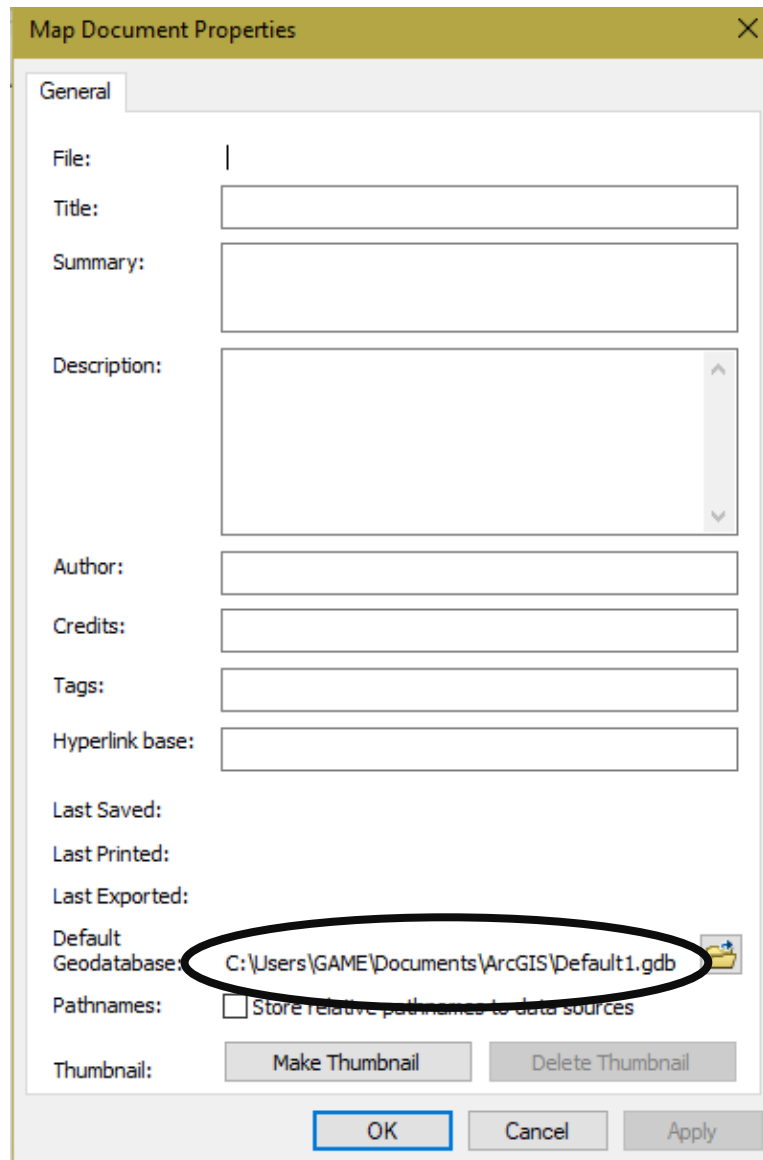 Map Document Properties
General
File:
Title:
Summary:
Description:
Author:
Credits:
Tags:
Hyperlink base:
Last Saved:
Last Printed:
Last Exported:
Default
Geodatabase: C:\Users\GAME\Documents\ArcGIS\Default1.gdb
Pathnames: Store relative pathnames to data sources
Thumbnail: Make Thumbnail Delete Thumbnail
OK Cancel Apply